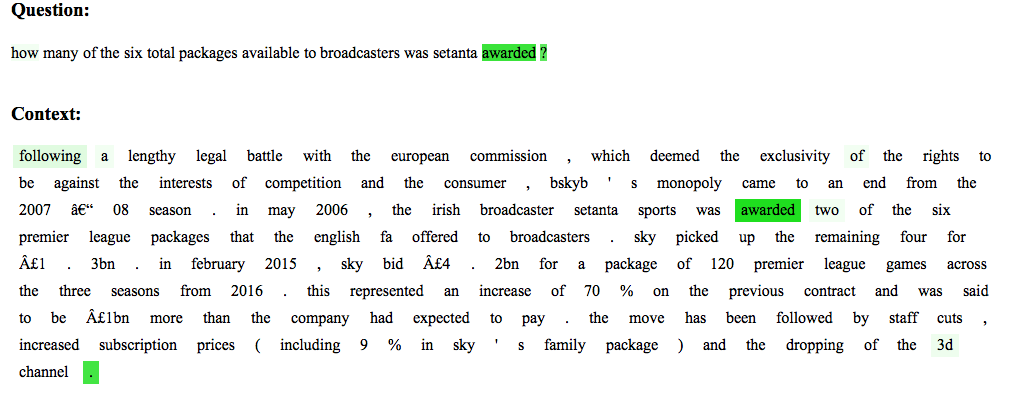 Question:
how many of the six total packages available to broadcasters was setanta awarded ?
Context:
following a lengthy legal battle with the european commission , which deemed the exclusivity of the rights to
be against the interests of competition and the consumer , bskyb ' s monopoly came to an end from the
2007 â€“ 08 season . in may 2006 , the irish broadcaster setanta sports was awarded two of the six
premier league packages that the english fa offered to broadcasters . sky picked up the remaining four for
Â£1 . 3bn . in february 2015 , sky bid Â£4 . 2bn for a package of 120 premier league games across
the three seasons from 2016 . this represented an increase of 70 % on the previous contract and was said
to be Â£1bn more than the company had expected to pay . the move has been followed by staff cuts ,
increased subscription prices ( including 9 % in sky ' s family package ) and the dropping of the 3d
channel .